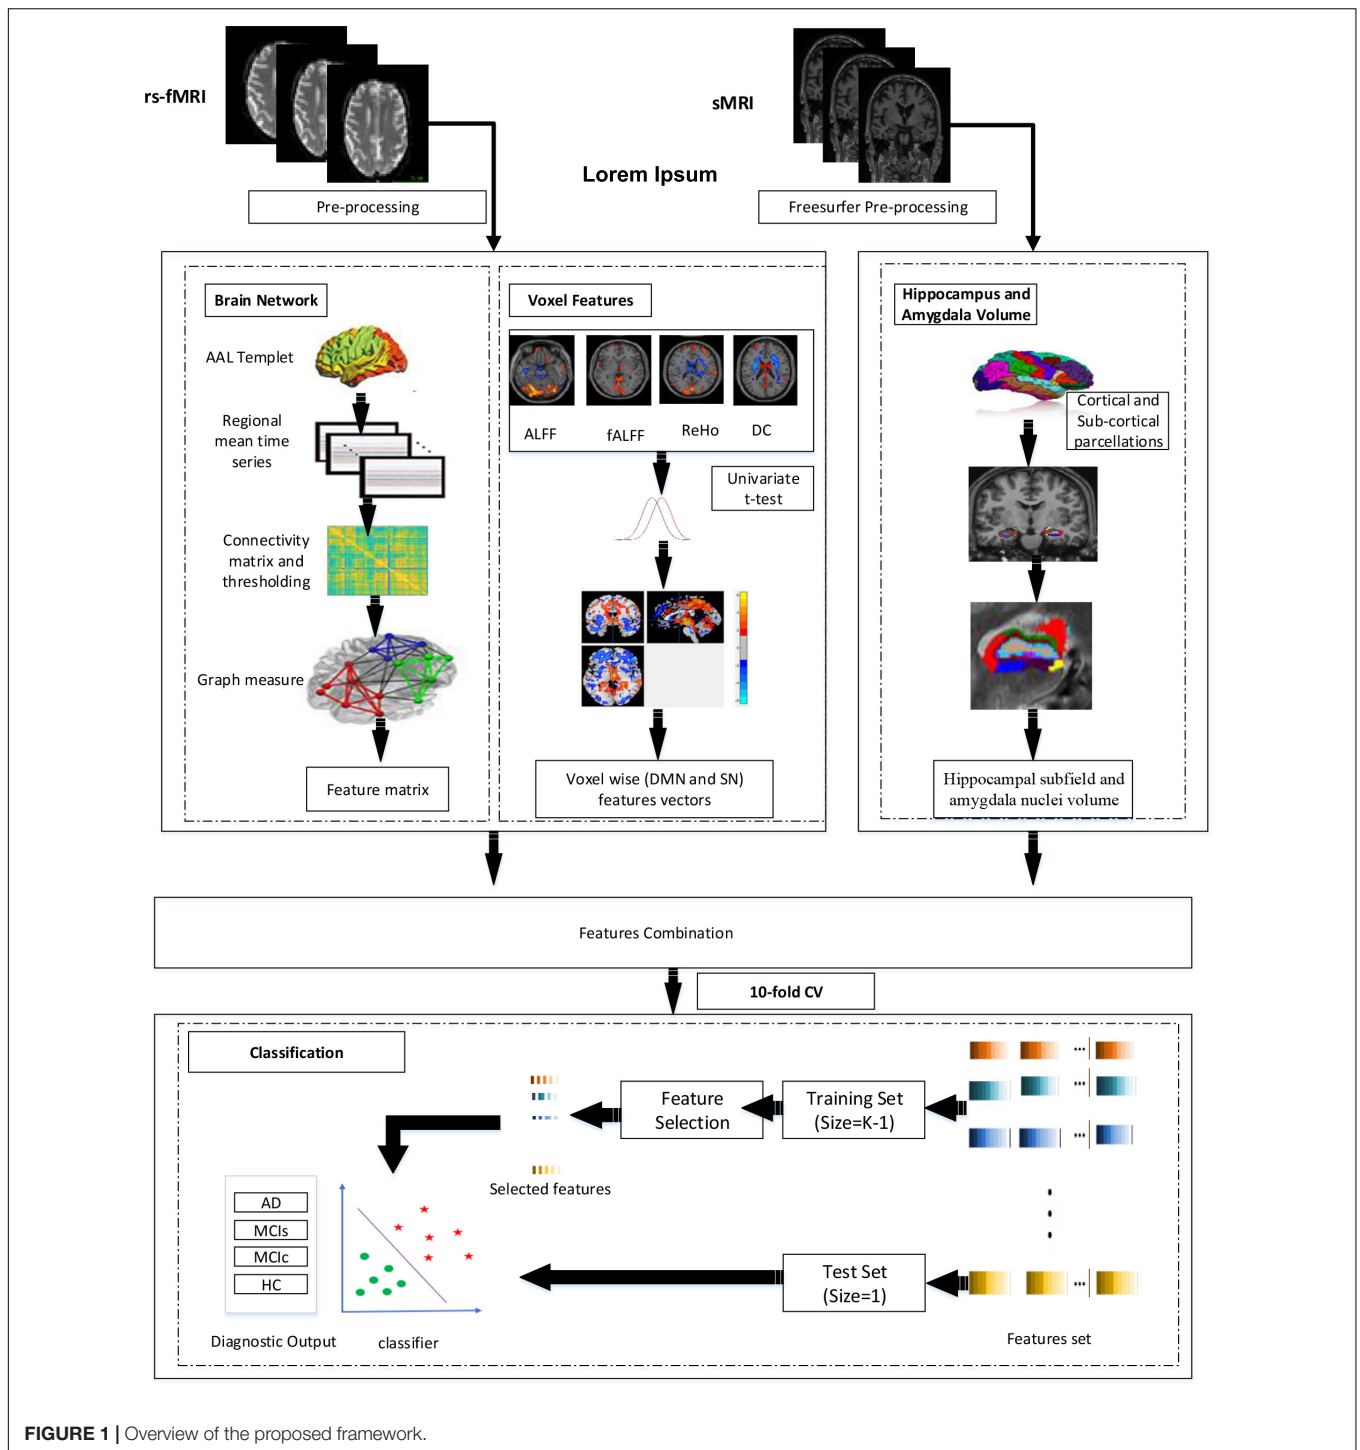 rs-fMRI
sMRI
Lorem Ipsum
Pre-processing
Freesurfer Pre-processing
Brain Network
AAL Templet
Regional
mean time
series
Connectivity
matrix and
thresholding
Graph measure
Feature matrix
Voxel Features
ALFF
fALFF
ReHo
DC
Univariate
t-test
Voxel wise (DMN and SN)
features vectors
Hippocampus and
Amygdala Volume
Cortical and
Sub-cortical
parcellations
Hippocampal subfield and
amygdala nuclei volume
Features Combination
10-fold CV
Classification
Feature
Selection
Training Set
(Size=K-1)
Selected features
AD
MCIs
MCIc
HC
Diagnostic Output
classifier
Test Set
(Size=1)
Features set
FIGURE 1 | Overview of the proposed framework.